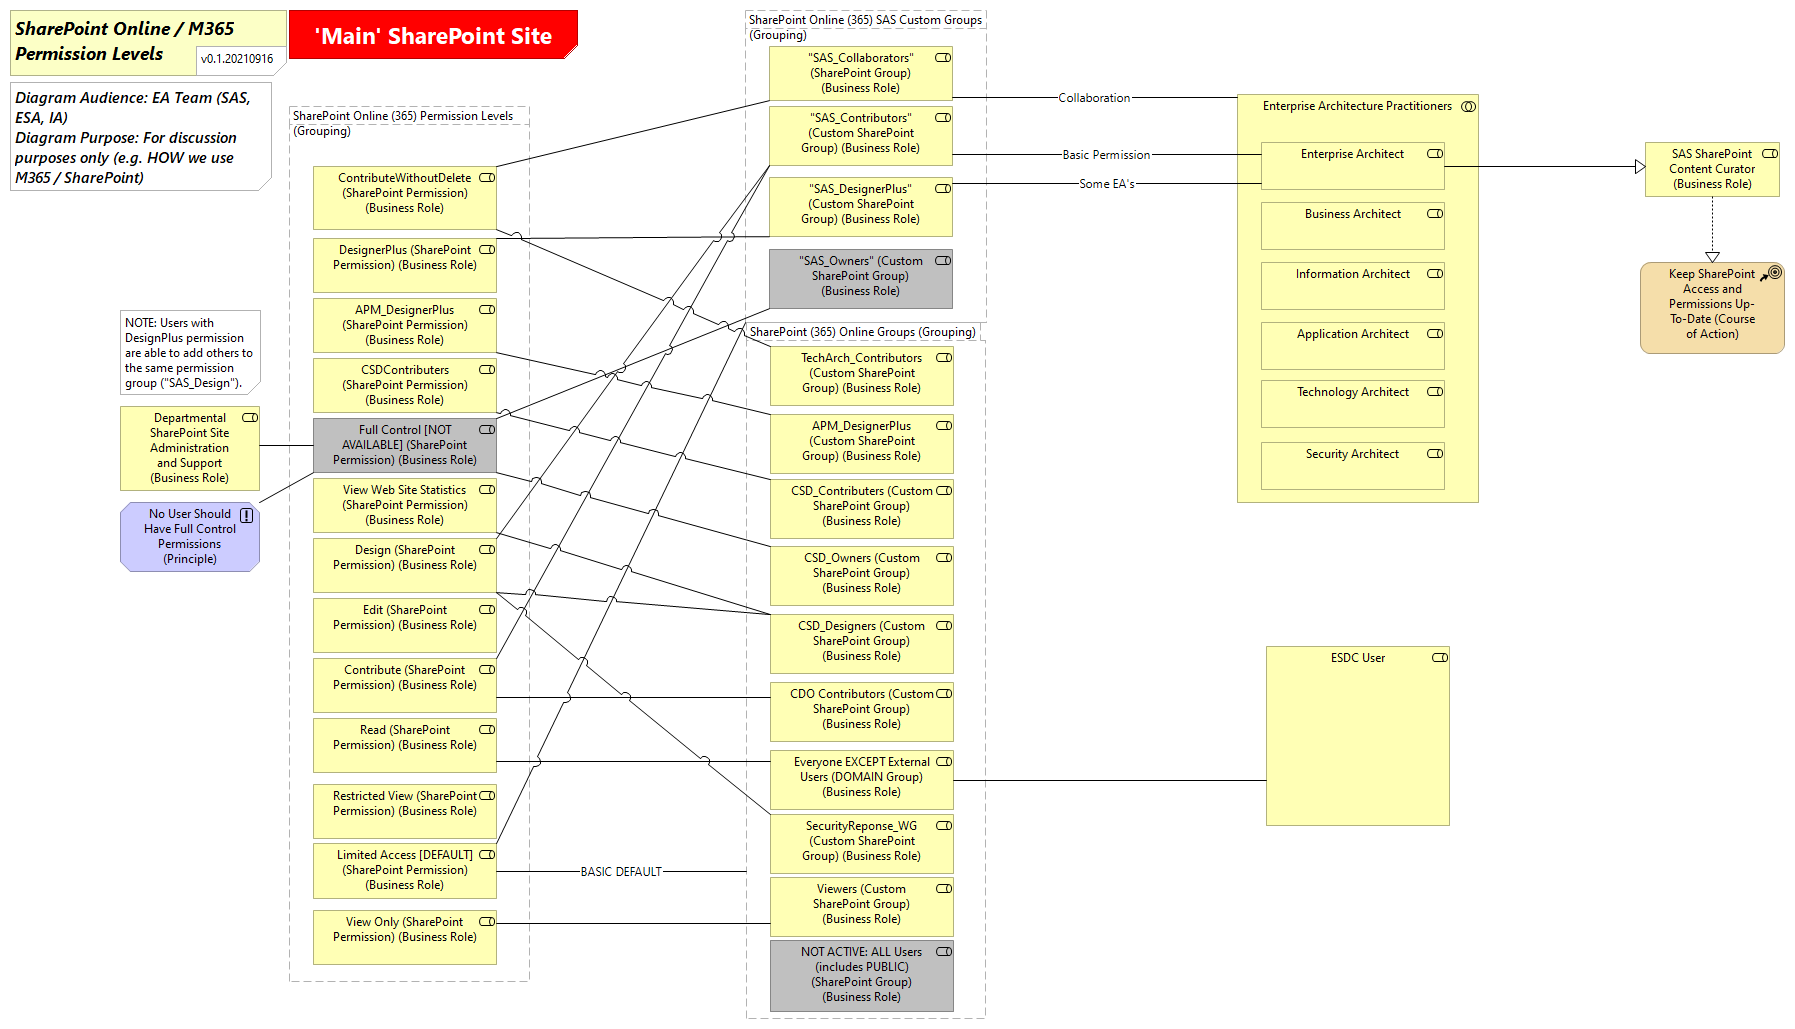 SharePoint Online / M365
Permission Levels
v0.1.20210916
'Main' SharePoint Site
Diagram Audience: EA Team (SAS,
ESA, IA)
Diagram Purpose: For discussion
purposes only (e.g. HOW we use
M365 / SharePoint)
NOTE: Users with
DesignPlus permission
are able to add others to
the same permission
group ("SAS_Design").
Departmental
SharePoint Site
Administration
and Support
(Business Role)
No User Should
Have Full Control
Permissions
(Principle)
SharePoint Online (365) Permission Levels
(Grouping)
ContributeWithoutDelete
(SharePoint Permission)
(Business Role)
DesignerPlus (SharePoint
Permission) (Business Role)
APM_DesignerPlus
(SharePoint Permission)
(Business Role)
CSDContributers
(SharePoint Permission)
(Business Role)
Full Control [NOT
AVAILABLE] (SharePoint
Permission) (Business Role)
View Web Site Statistics
(SharePoint Permission)
(Business Role)
Design (SharePoint
Permission) (Business Role)
Edit (SharePoint
Permission) (Business Role)
Contribute (SharePoint
Permission) (Business Role)
Read (SharePoint
Permission) (Business Role)
Restricted View (SharePoint
Permission) (Business Role)
Limited Access [DEFAULT]
(SharePoint Permission)
(Business Role)
View Only (SharePoint
Permission) (Business Role)
BASIC DEFAULT
SharePoint Online (365) SAS Custom Groups
(Grouping)
"SAS_Collaborators"
(SharePoint Group)
(Business Role)
"SAS_Contributors"
(Custom SharePoint
Group) (Business Role)
"SAS_DesignerPlus"
(Custom SharePoint
Group) (Business Role)
"SAS_Owners" (Custom
SharePoint Group)
(Business Role)
SharePoint (365) Online Groups (Grouping)
TechArch_Contributors
(Custom SharePoint
Group) (Business Role)
APM_DesignerPlus
(Custom SharePoint
Group) (Business Role)
CSD_Contributers (Custom
SharePoint Group)
(Business Role)
CSD_Owners (Custom
SharePoint Group)
(Business Role)
CSD_Designers (Custom
SharePoint Group)
(Business Role)
CDO Contributors (Custom
SharePoint Group)
(Business Role)
Everyone EXCEPT External
Users (DOMAIN Group)
(Business Role)
SecurityReponse_WG
(Custom SharePoint
Group) (Business Role)
Viewers (Custom
SharePoint Group)
(Business Role)
NOT ACTIVE: ALL Users
(includes PUBLIC)
(SharePoint Group)
(Business Role)
Collaboration
Basic Permission
Some EA's
Enterprise Architecture Practitioners
Enterprise Architect
Business Architect
Information Architect
Application Architect
Technology Architect
Security Architect
ESDC User
SAS SharePoint
Content Curator
(Business Role)
Keep SharePoint
Access and
Permissions Up-
To-Date (Course
of Action)